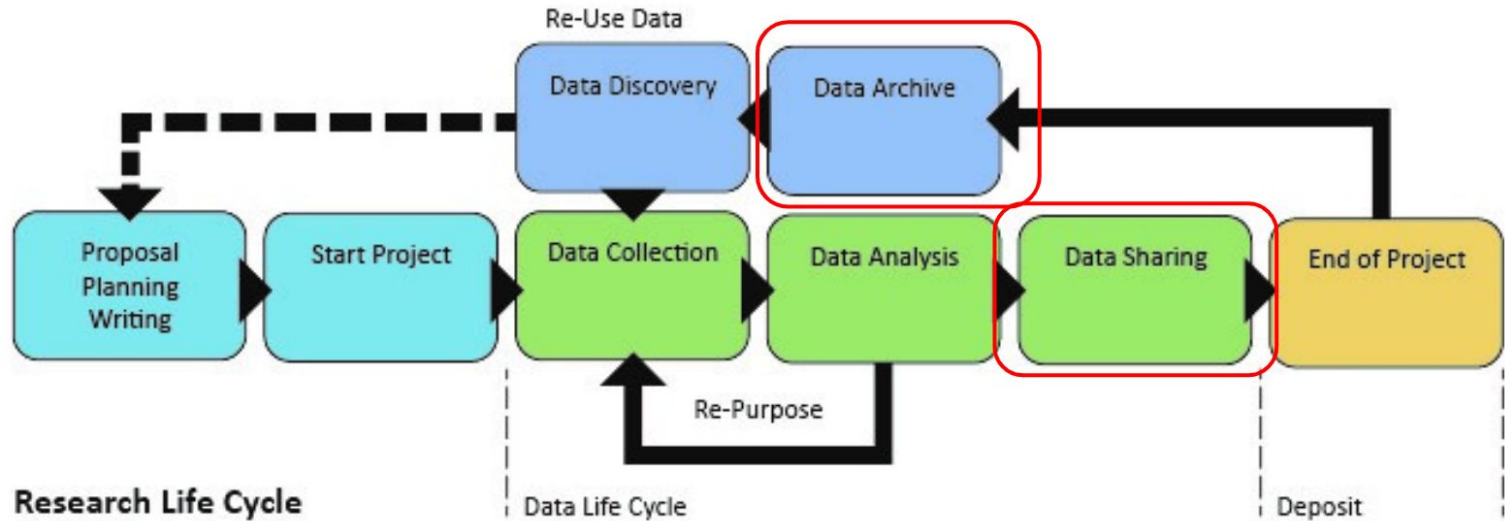 Re-Use Data
Data Discovery
Data Archive
Proposal
Planning
Writing
Start Project
Data Collection
Data Analysis
Data Sharing
End of Project
Re-Purpose
Research Life Cycle
Data Life Cycle
Deposit